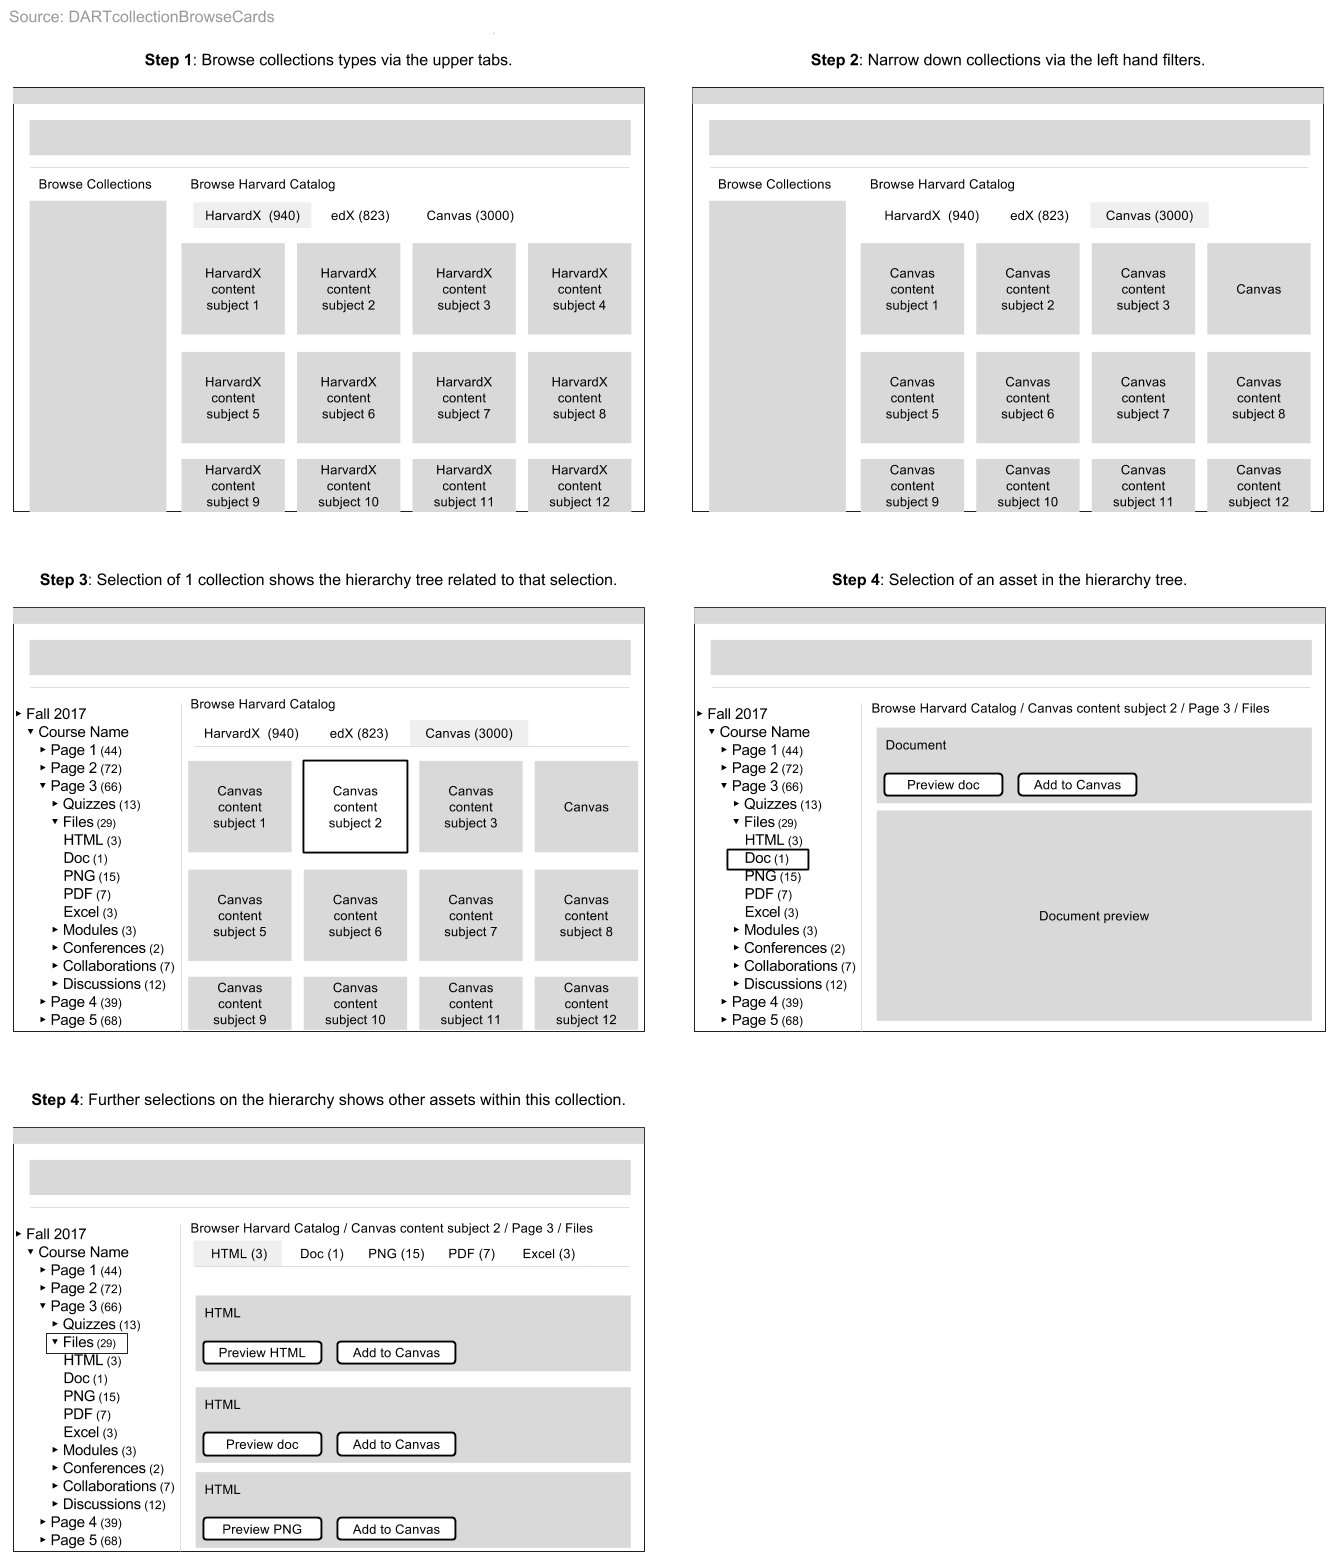 Source: DARTcollectionBrowseCards
Step 1: Browse collections types via the upper tabs.
Browse Collections
Browse Harvard Catalog
HarvardX (940) edX (823) Canvas (3000)
HarvardX
content
subject 1
HarvardX
content
subject 2
HarvardX
content
subject 3
HarvardX
content
subject 4
HarvardX
content
subject 5
HarvardX
content
subject 6
HarvardX
content
subject 7
HarvardX
content
subject 8
HarvardX
content
subject 9
HarvardX
content
subject 10
HarvardX
content
subject 11
HarvardX
content
subject 12
Step 2: Narrow down collections via the left hand filters.
Browse Collections
Browse Harvard Catalog
HarvardX (940) edX (823) Canvas (3000)
Canvas
content
subject 1
Canvas
content
subject 2
Canvas
content
subject 3
Canvas
Canvas
content
subject 5
Canvas
content
subject 6
Canvas
content
subject 7
Canvas
content
subject 8
Canvas
content
subject 9
Canvas
content
subject 10
Canvas
content
subject 11
Canvas
content
subject 12
Step 3: Selection of 1 collection shows the hierarchy tree related to that selection.
Fall 2017
Course Name
Page 1 (44)
Page 2 (72)
Page 3 (66)
Quizzes (13)
Files (29)
HTML (3)
Doc (1)
PNG (15)
PDF (7)
Excel (3)
Modules (3)
Conferences (2)
Collaborations (7)
Discussions (12)
Page 4 (39)
Page 5 (68)
Browse Harvard Catalog
HarvardX (940) edX (823) Canvas (3000)
Canvas
content
subject 1
Canvas
content
subject 2
Canvas
content
subject 3
Canvas
Canvas
content
subject 5
Canvas
content
subject 6
Canvas
content
subject 7
Canvas
content
subject 8
Canvas
content
subject 9
Canvas
content
subject 10
Canvas
content
subject 11
Canvas
content
subject 12
Step 4: Selection of an asset in the hierarchy tree.
Fall 2017
Course Name
Page 1 (44)
Page 2 (72)
Page 3 (66)
Quizzes (13)
Files (29)
HTML (3)
Doc (1)
PNG (15)
PDF (7)
Excel (3)
Modules (3)
Conferences (2)
Collaborations (7)
Discussions (12)
Page 4 (39)
Page 5 (68)
Browse Harvard Catalog / Canvas content subject 2 / Page 3 / Files
Document
Preview doc Add to Canvas
Document preview
Step 4: Further selections on the hierarchy shows other assets within this collection.
Fall 2017
Course Name
Page 1 (44)
Page 2 (72)
Page 3 (66)
Quizzes (13)
Files (29)
HTML (3)
Doc (1)
PNG (15)
PDF (7)
Excel (3)
Modules (3)
Conferences (2)
Collaborations (7)
Discussions (12)
Page 4 (39)
Page 5 (68)
Browser Harvard Catalog / Canvas content subject 2 / Page 3 / Files
HTML (3) Doc (1) PNG (15) PDF (7) Excel (3)
HTML
Preview HTML Add to Canvas
HTML
Preview doc Add to Canvas
HTML
Preview PNG Add to Canvas